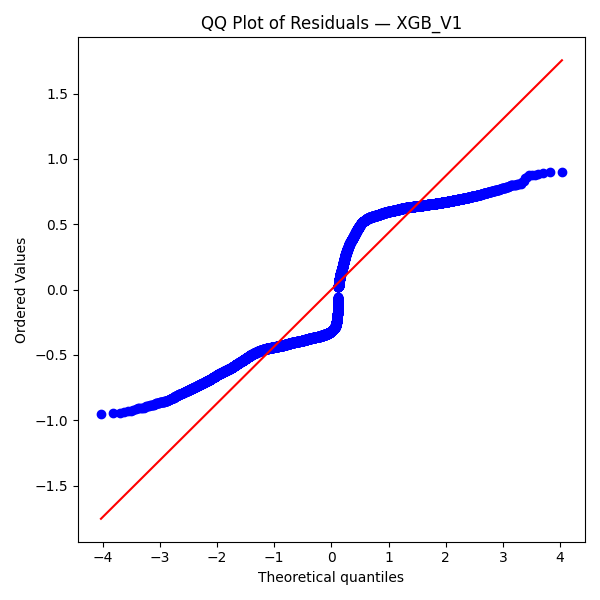 QQ Plot of Residuals — XGB_V1
Ordered Values
1.5
1.0
0.5
0.0
−0.5
−1.0
−1.5
−4 −3 −2 −1 0 1 2 3 4
Theoretical quantiles